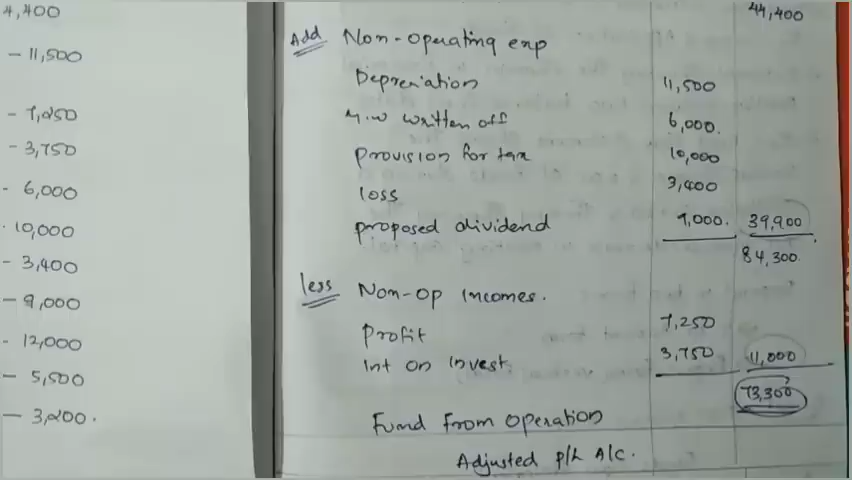 4,400
- 11,500
- 7,250
- 3,750
- 6,000
- 10,000
- 3,400
- 9,000
- 12,000
- 5,500
- 3,200.
44,400
Add Non-operating exp
Depreriation 11,500
written off 6,000.
provision for tax 10,000
loss 3,400
proposed dividend 9,000. 39,900
84,300.
less Non-op incomes.
Profit 7,250
Int on invest. 3,750 11,000
73,300
Fund from operation
Adjusted P/L A/C.